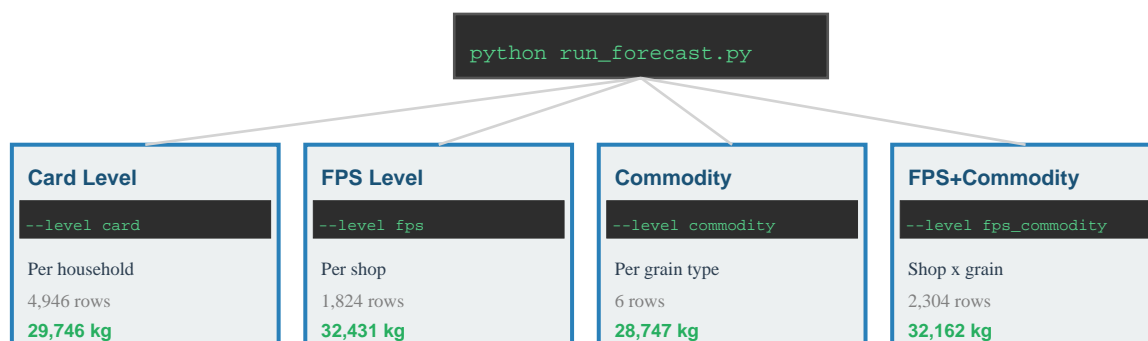 python run_forecast.py
Card Level
--level card
Per household
4,946 rows
29,746 kg
FPS Level
--level fps
Per shop
1,824 rows
32,431 kg
Commodity
--level commodity
Per grain type
6 rows
28,747 kg
FPS+Commodity
--level fps_commodity
Shop x grain
2,304 rows
32,162 kg